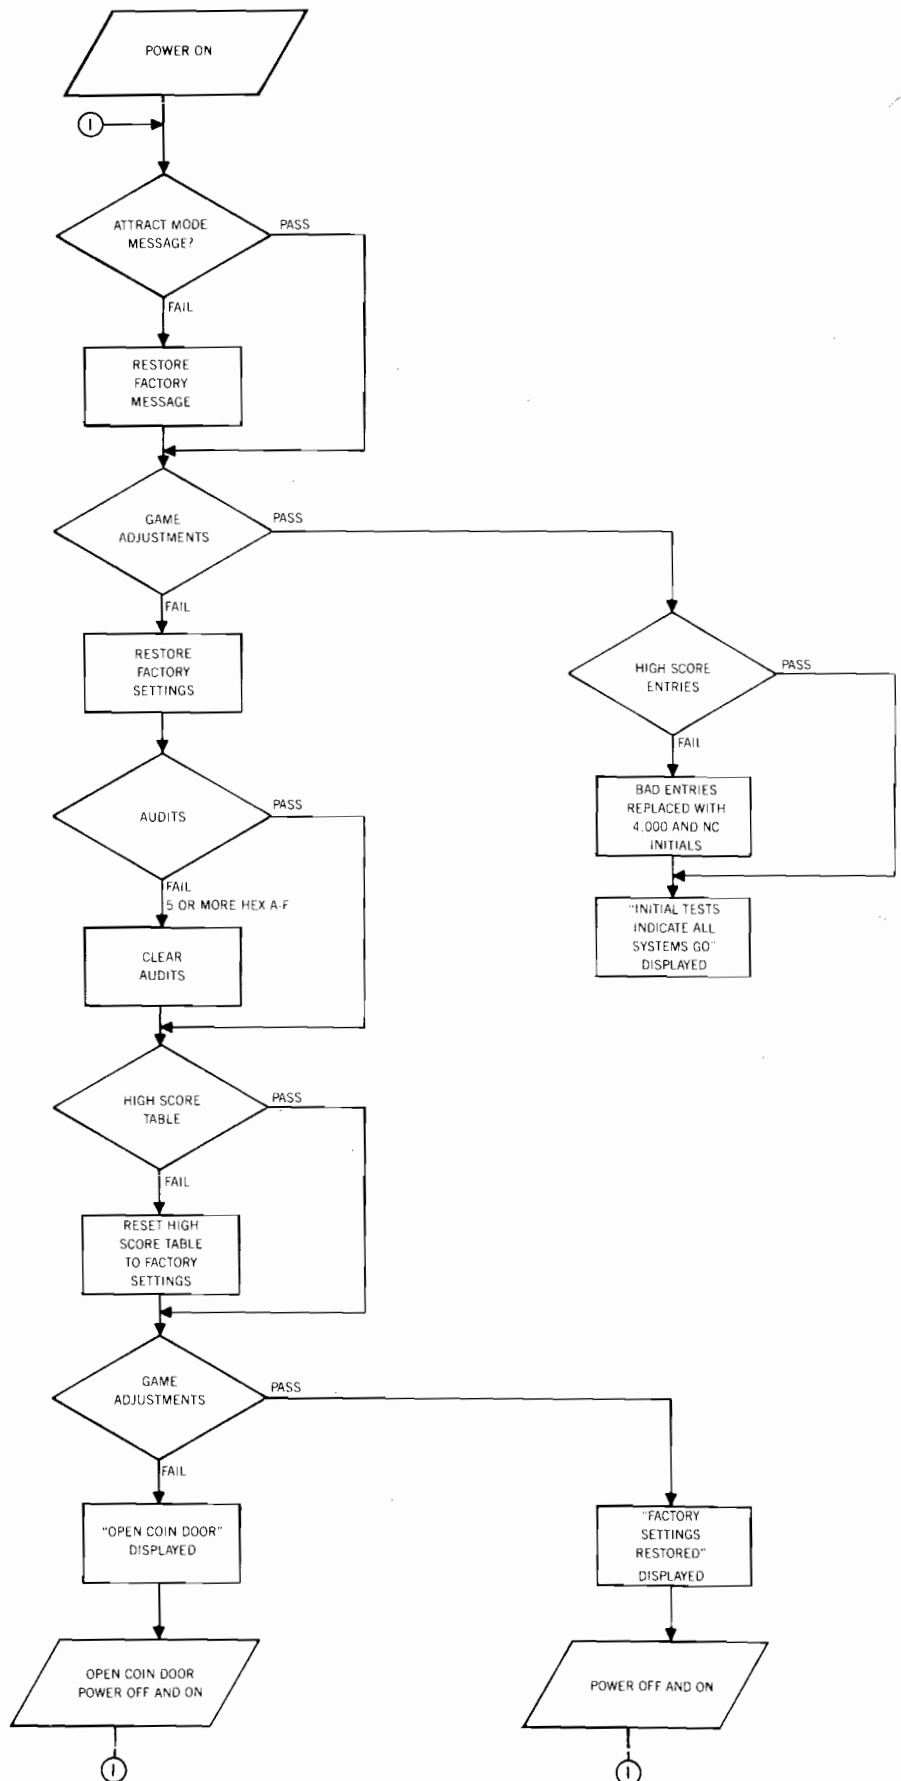 POWER ON
1
ATTRACT MODE
MESSAGE?
PASS
FAIL
RESTORE
FACTORY
MESSAGE
GAME
ADJUSTMENTS
PASS
FAIL
RESTORE
FACTORY
SETTINGS
HIGH SCORE
ENTRIES
PASS
FAIL
BAD ENTRIES
REPLACED WITH
4,000 AND NC
INITIALS
"INITIAL TESTS
INDICATE ALL
SYSTEMS GO"
DISPLAYED
AUDITS
PASS
FAIL
5 OR MORE HEX A-F
CLEAR
AUDITS
HIGH SCORE
TABLE
PASS
FAIL
RESET HIGH
SCORE TABLE
TO FACTORY
SETTINGS
GAME
ADJUSTMENTS
PASS
FAIL
"OPEN COIN DOOR"
DISPLAYED
"FACTORY
SETTINGS
RESTORED"
DISPLAYED
OPEN COIN DOOR
POWER OFF AND ON
POWER OFF AND ON
1
1